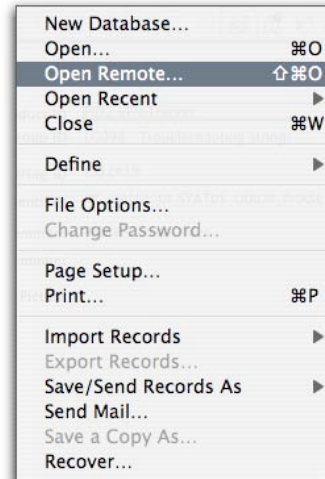 New Database...
Open... ⌘O
Open Remote... ⇧⌘O
Open Recent ▶
Close ⌘W
Define ▶
File Options...
Change Password...
Page Setup...
Print... ⌘P
Import Records ▶
Export Records...
Save/Send Records As ▶
Send Mail...
Save a Copy As...
Recover...